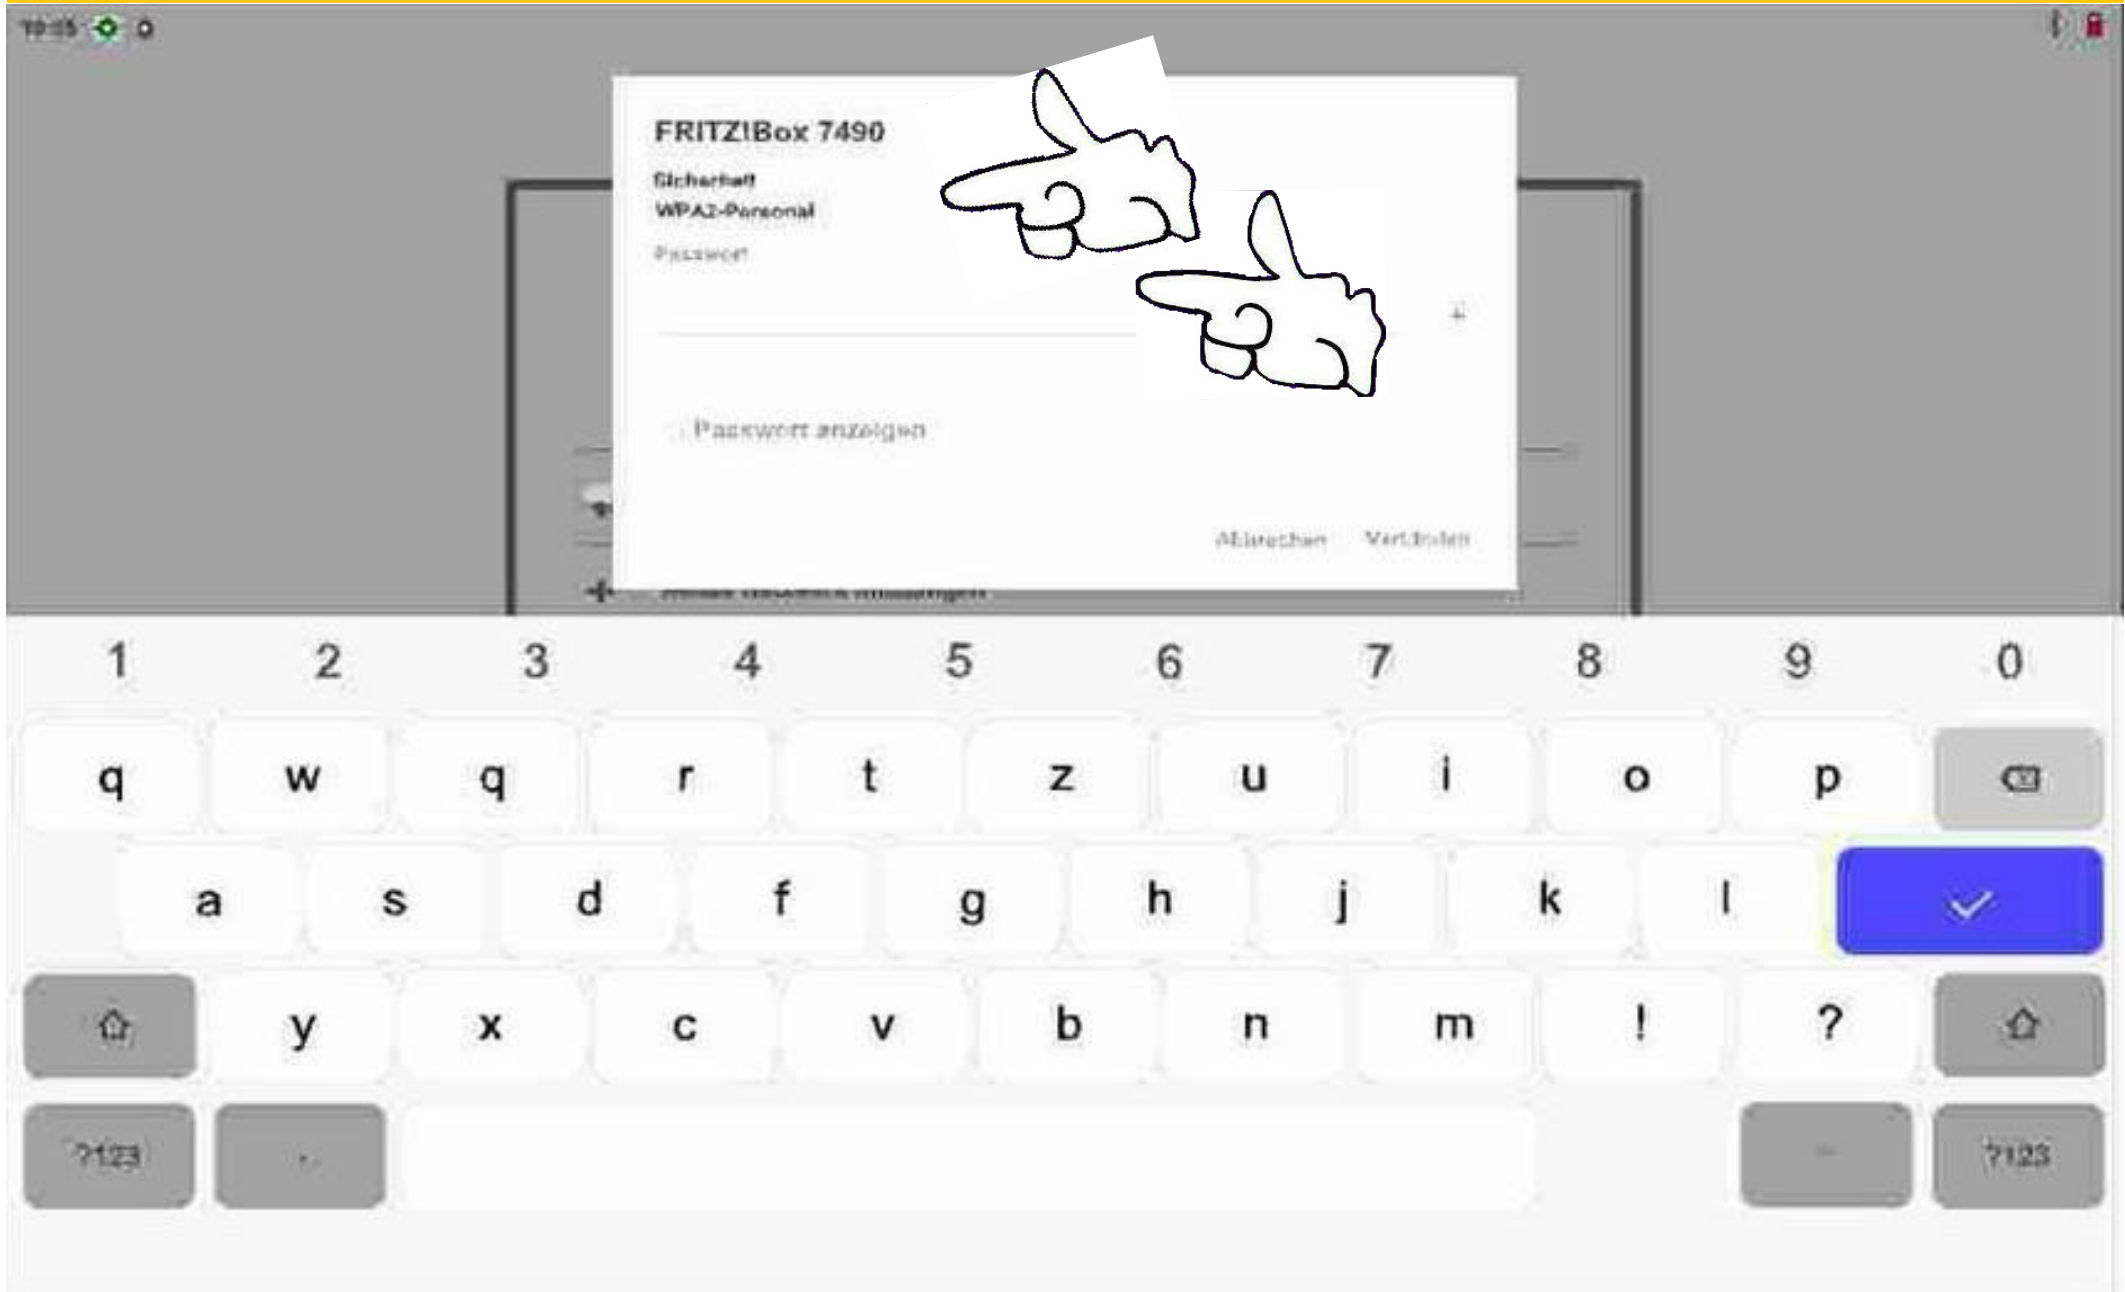 FRITZ!Box 7490
Sicherheit
WPA2-Personal
Passwort
Passwort anzeigen
Abbrechen Verbinden
1 2 3 4 5 6 7 8 9 0
q w q r t z u i o p
a s d f g h j k l
y x c v b n m ! ?
?123 ?123